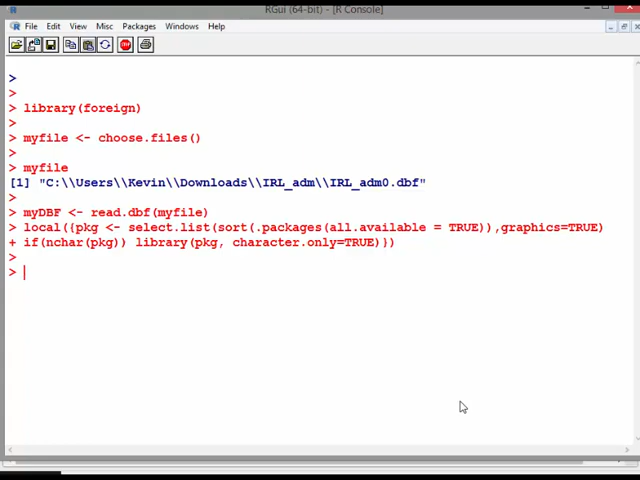 RGui (64-bit) - [R Console]
File Edit View Misc Packages Windows Help
>
>
> library(foreign)
>
> myfile <- choose.files()
>
> myfile
[1] "C:\\Users\\Kevin\\Downloads\\IRL_adm\\IRL_adm0.dbf"
>
> myDBF <- read.dbf(myfile)
> local({pkg <- select.list(sort(.packages(all.available = TRUE)),graphics=TRUE)
+ if(nchar(pkg)) library(pkg, character.only=TRUE)})
>
>